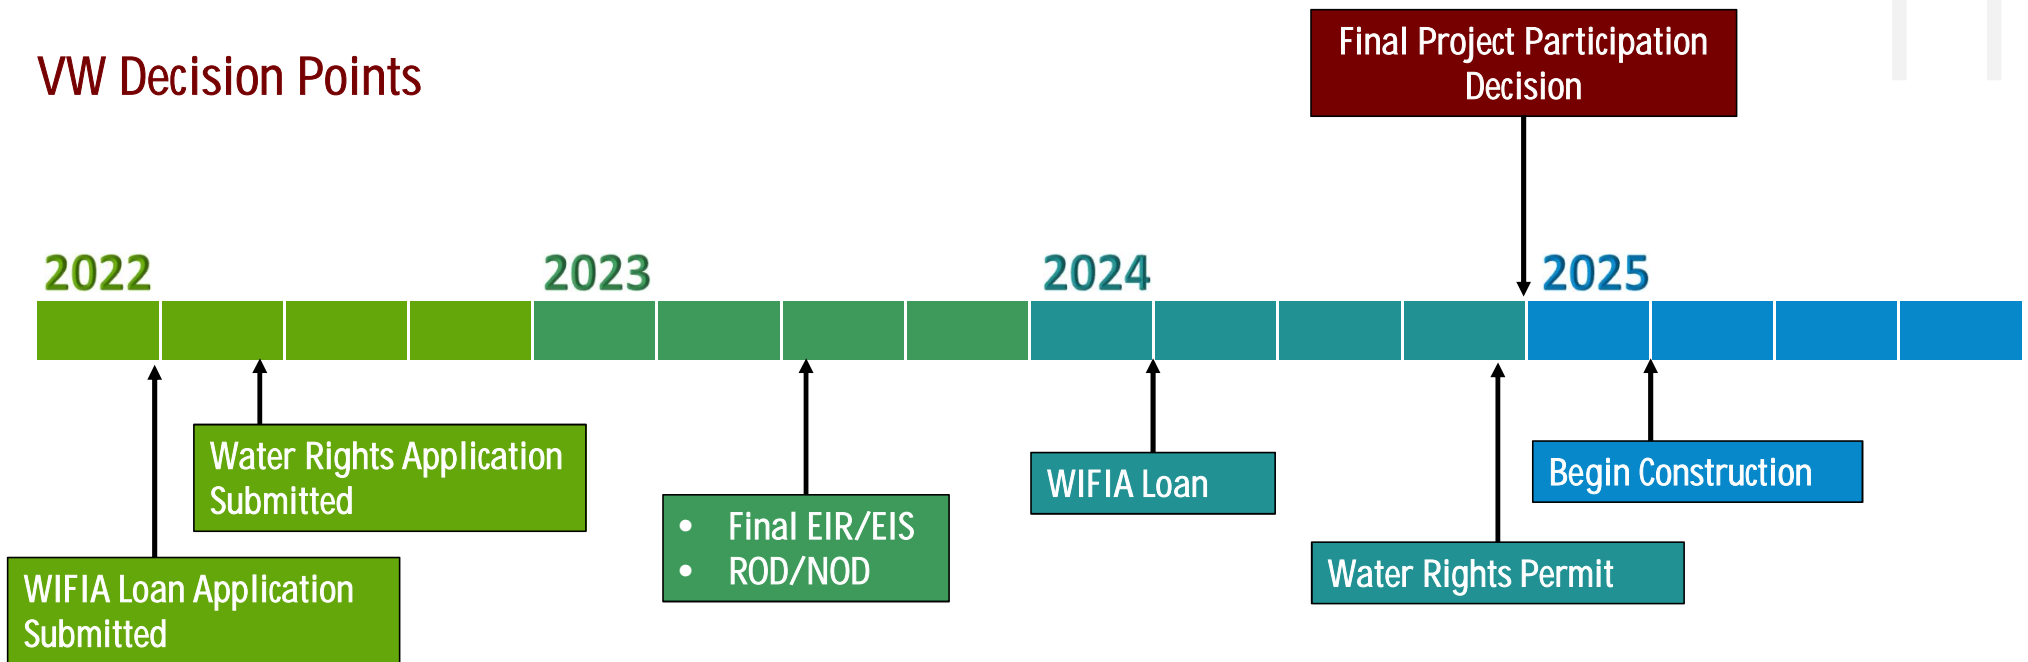 Final Project Participation
Decision
VW Decision Points
2022
2023
2024
2025
Water Rights Application
Submitted
WIFIA Loan Application
Submitted
• Final EIR/EIS
• ROD/NOD
WIFIA Loan
Water Rights Permit
Begin Construction